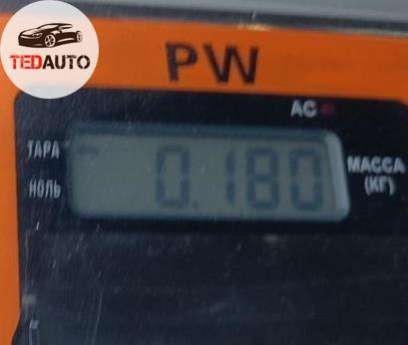 TEDAUTO
PW
AC
ТАРА
0.180
МАССА
НОЛЬ
(КГ)